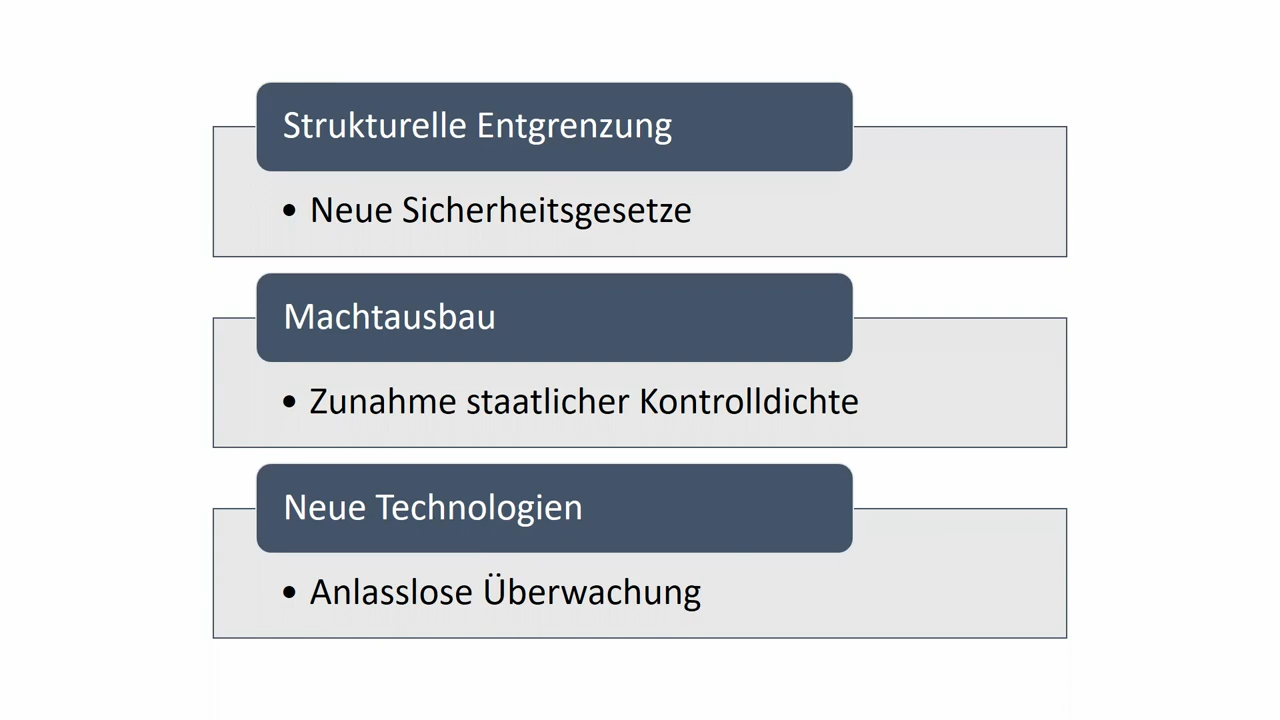 Strukturelle Entgrenzung
• Neue Sicherheitsgesetze
Machtausbau
• Zunahme staatlicher Kontrolldichte
Neue Technologien
• Anlasslose Überwachung